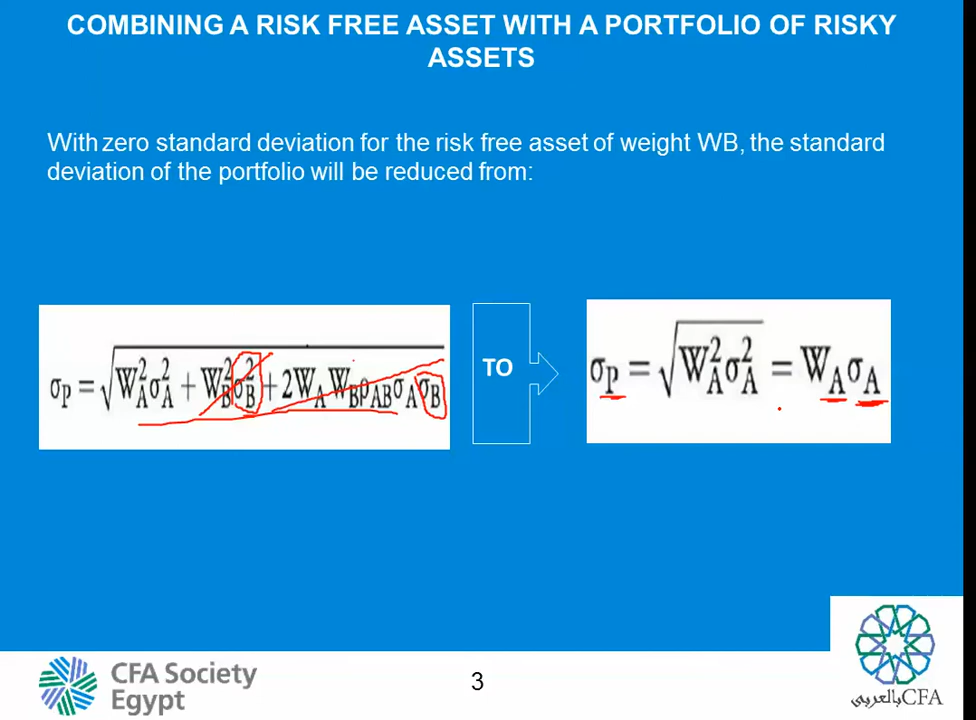 COMBINING A RISK FREE ASSET WITH A PORTFOLIO OF RISKY
ASSETS
With zero standard deviation for the risk free asset of weight WB, the standard
deviation of the portfolio will be reduced from:
σP = √(W²Aσ²A + W²Bσ²B + 2WAWBρABσAσB)
TO
σP = √(W²Aσ²A) = WAσA
CFA Society
Egypt
3
CFAبالعربي